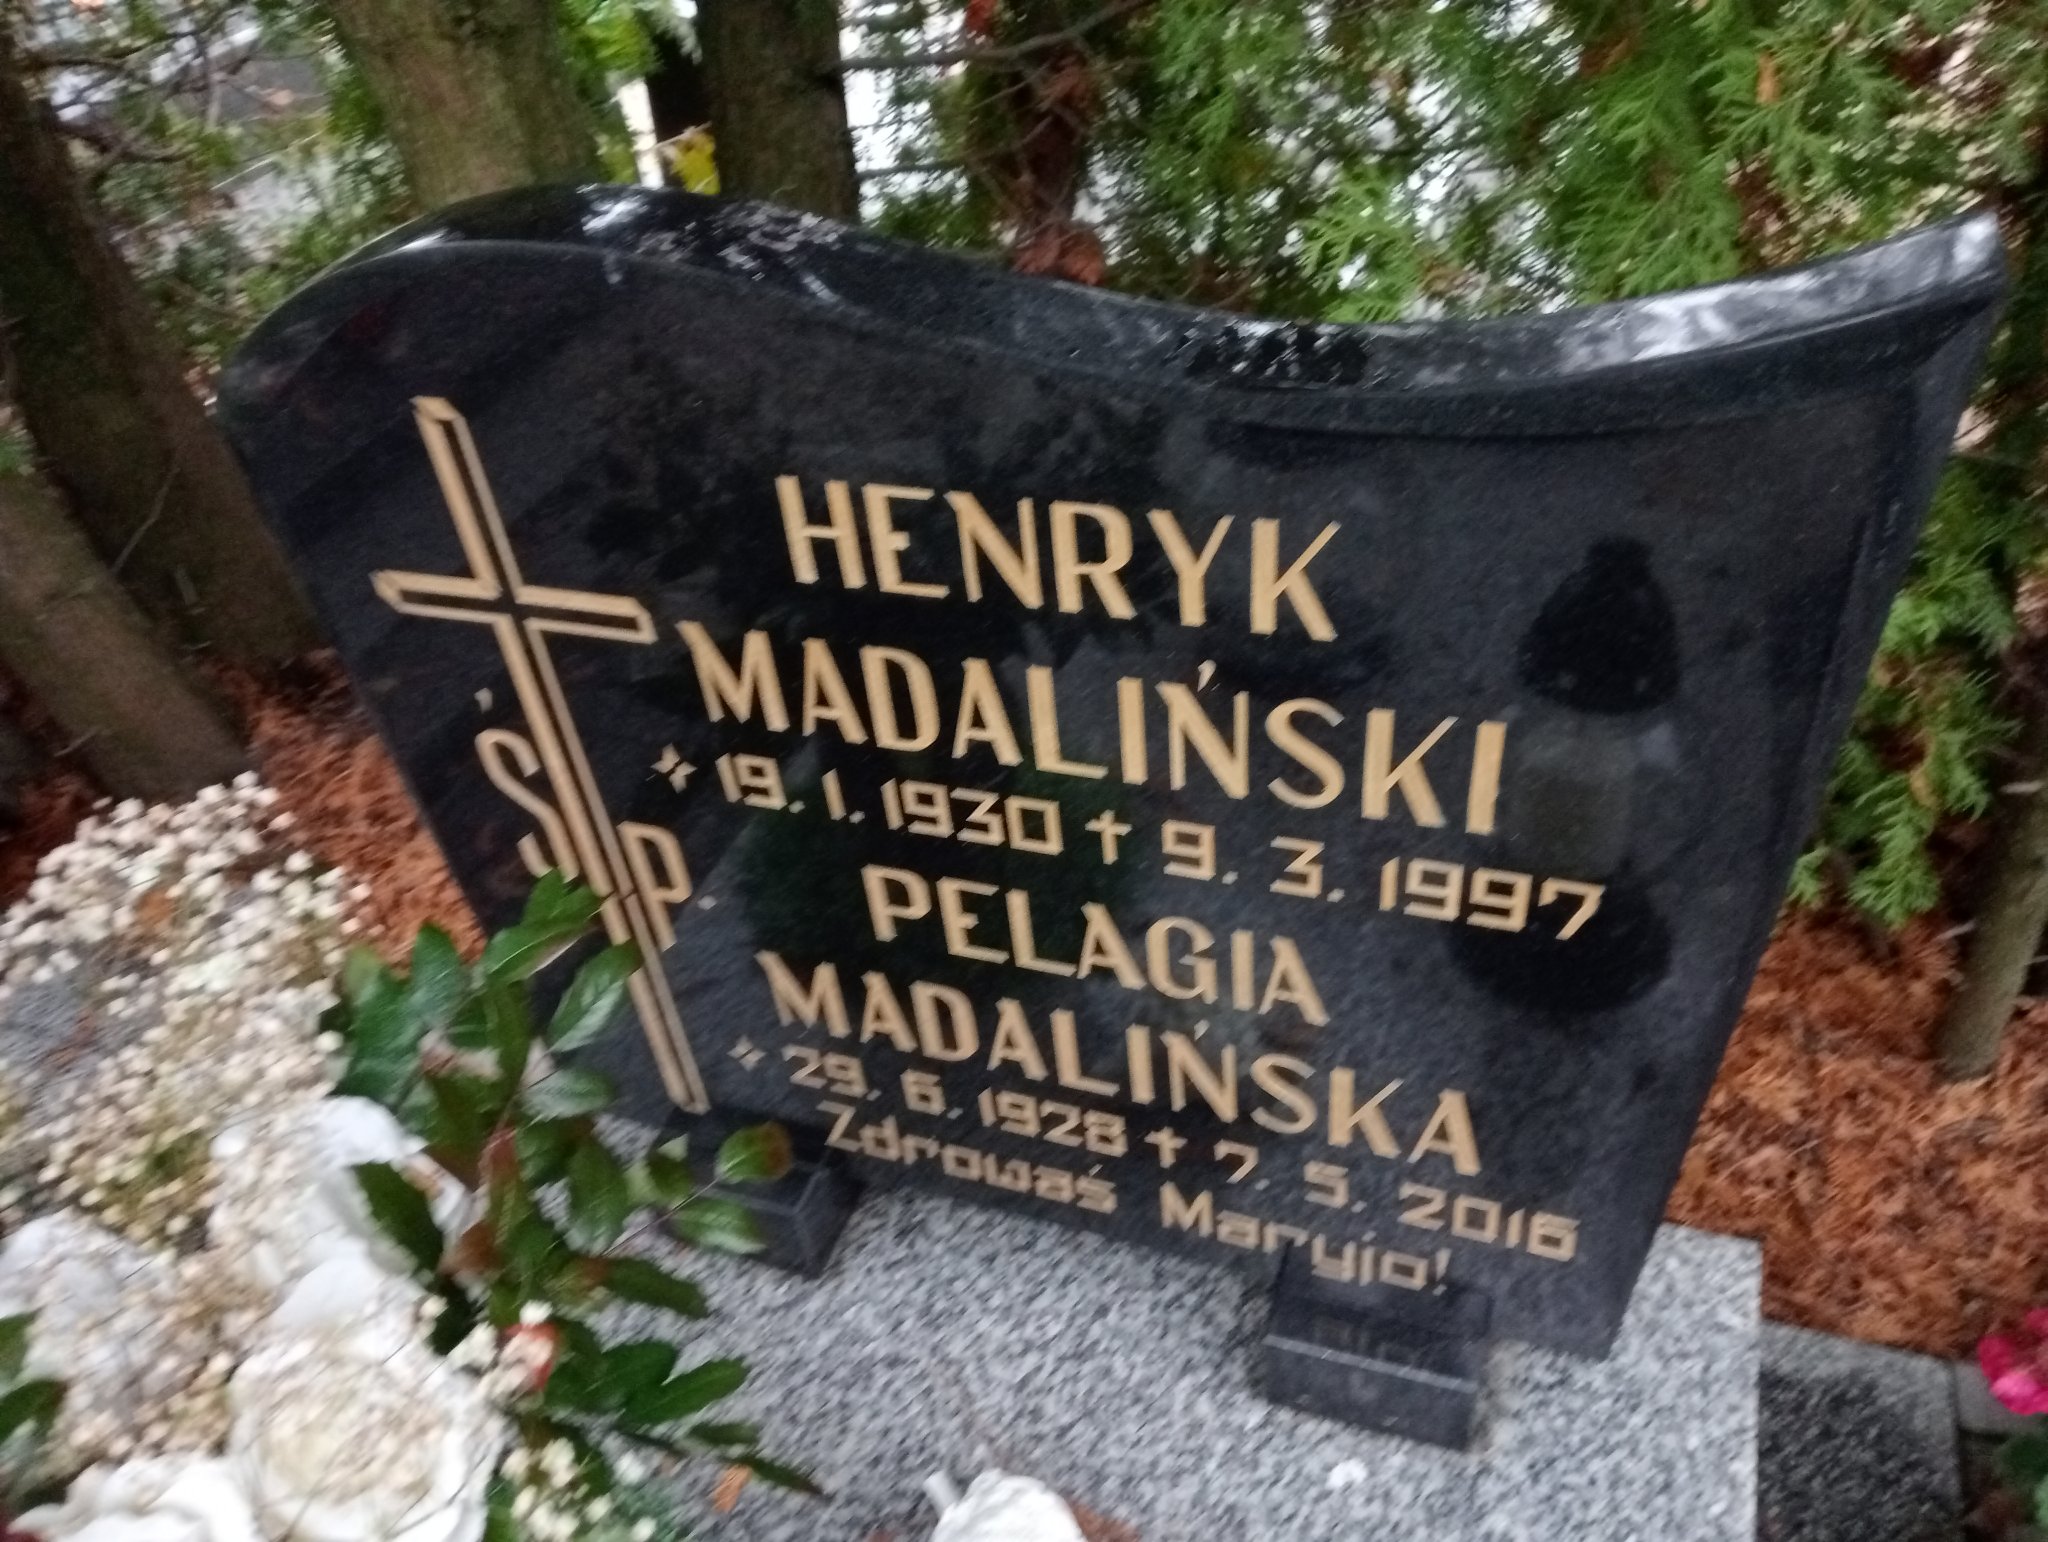 HENRYK
MADALIŃSKI
* 19. 1. 1930 † 9. 3. 1997
Ś P.
PELAGIA
MADALIŃSKA
* 29. 6. 1928 † 7. 5. 2016
Zdrowaś Maryjo!